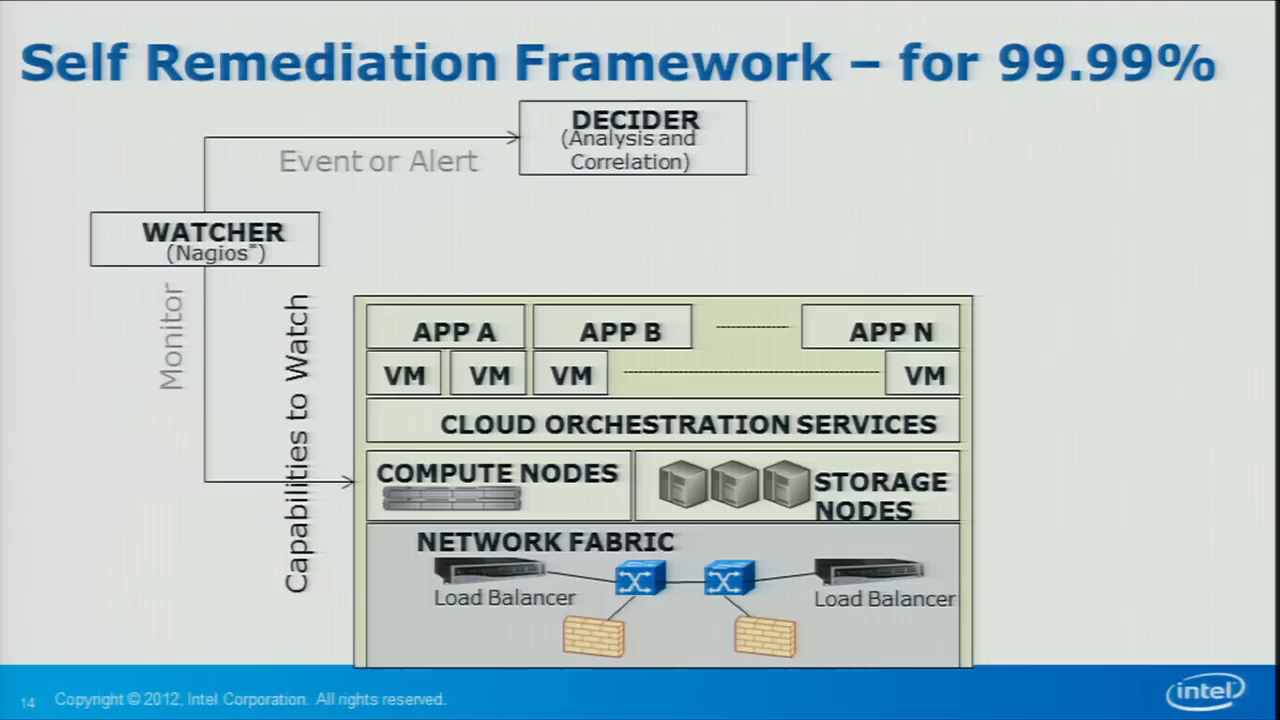 Self Remediation Framework – for 99.99%
DECIDER
(Analysis and
Correlation)
Event or Alert
WATCHER
(Nagios*)
Monitor
Capabilities to Watch
APP A
APP B
APP N
VM
VM
VM
VM
CLOUD ORCHESTRATION SERVICES
COMPUTE NODES
STORAGE
NODES
NETWORK FABRIC
Load Balancer
Load Balancer
14
Copyright © 2012, Intel Corporation. All rights reserved.
intel